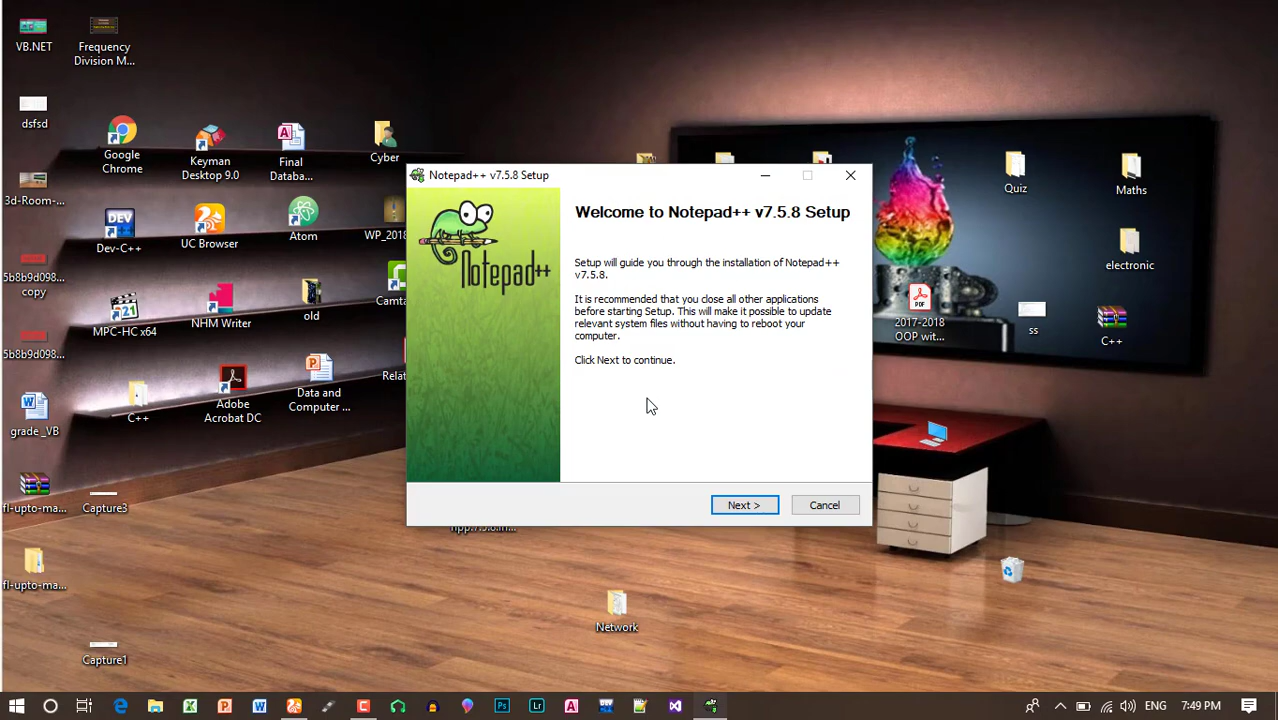 VB.NET
Frequency
Division M...
dsfsd
Google
Chrome
Keyman
Desktop 9.0
Final
Databa...
Cyber
3d-Room-...
Dev-C++
UC Browser
Atom
WP_2018
5b8b9d098...
copy
MPC-HC x64
NHM Writer
old
Camta
5b8b9d098...
grade _VB
C++
Adobe
Acrobat DC
Data and
Computer ...
Relat
fl-upto-ma...
Capture3
fl-upto-ma...
Capture1
Notepad++ v7.5.8 Setup
Notepad++
Welcome to Notepad++ v7.5.8 Setup
Setup will guide you through the installation of Notepad++
v7.5.8.
It is recommended that you close all other applications
before starting Setup. This will make it possible to update
relevant system files without having to reboot your
computer.
Click Next to continue.
Next >
Cancel
Network
Quiz
Maths
electronic
PDF
2017-2018
OOP wit...
ss
C++
ENG
7:49 PM